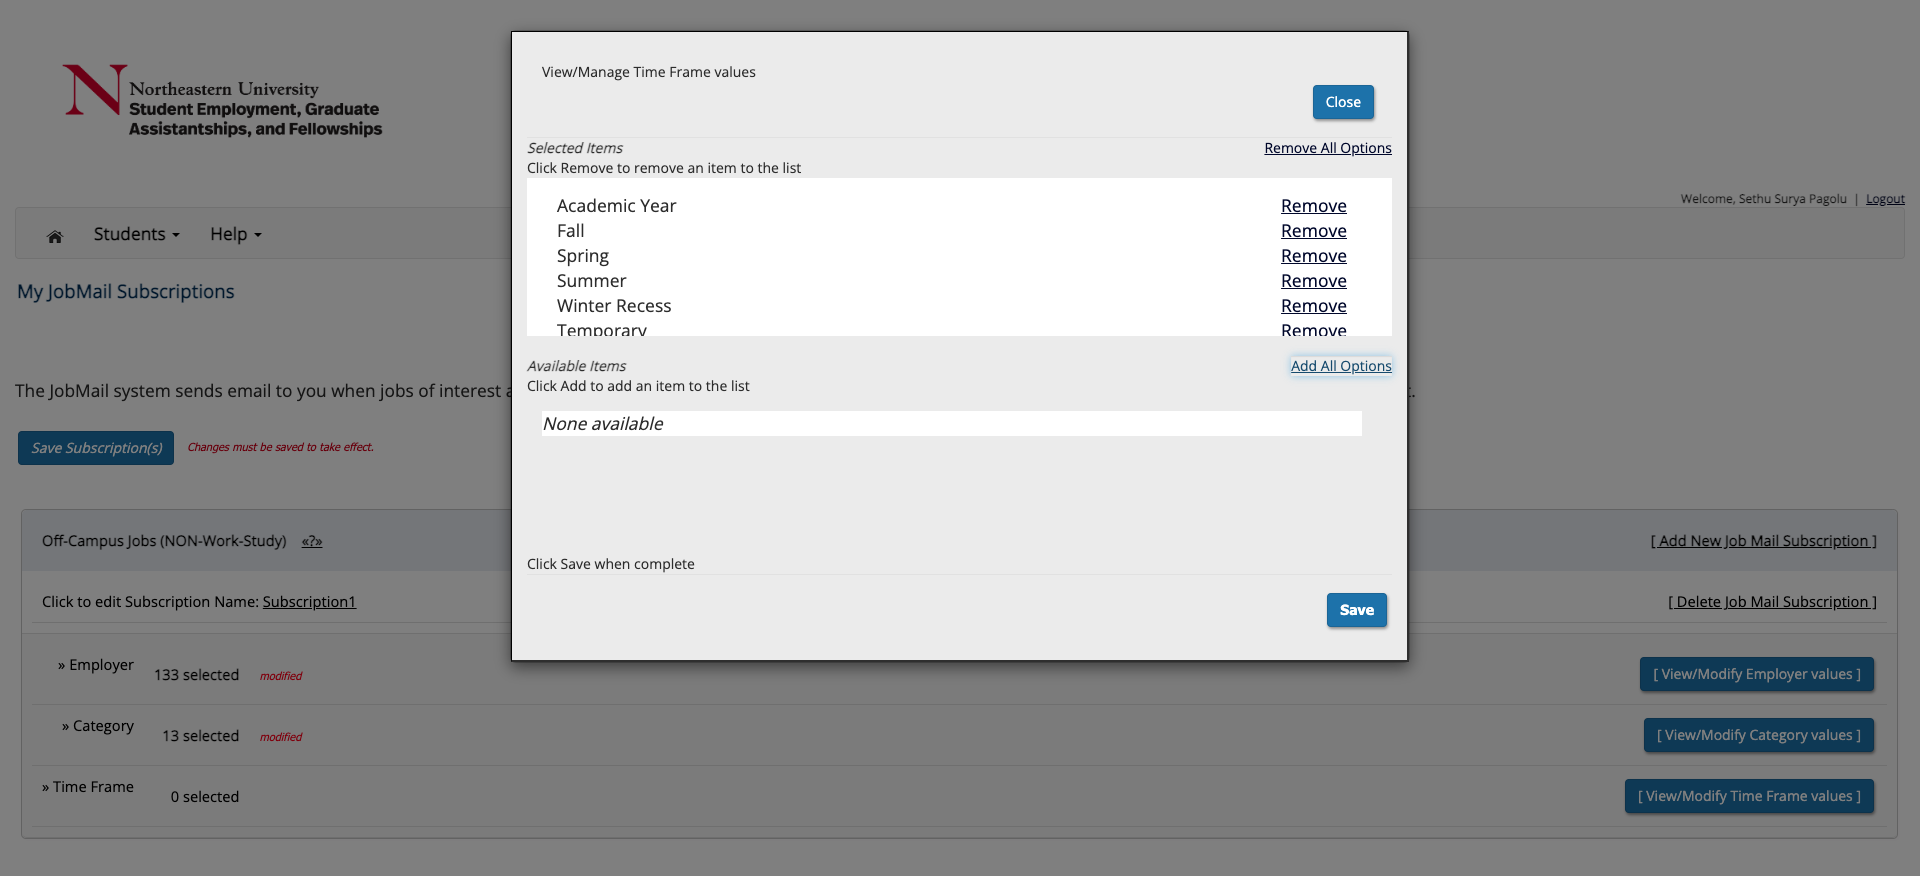 View/Manage Time Frame values
Close
Northeastern University
Student Employment, Graduate
Assistantships, and Fellowships
Selected Items
Remove All Options
Click Remove to remove an item to the list
Welcome, Sethu Surya Pagolu | Logout
Academic Year Remove
Fall Remove
Spring Remove
Summer Remove
Winter Recess Remove
Temporary Remove
Students
Help
My JobMail Subscriptions
Available Items
Add All Options
Click Add to add an item to the list
The JobMail system sends email to you when jobs of interest
None available
Save Subscription(s)
Changes must be saved to take effect.
Click Save when complete
Save
Off-Campus Jobs (NON-Work-Study) «?»
[ Add New Job Mail Subscription ]
Click to edit Subscription Name: Subscription1
[ Delete Job Mail Subscription ]
» Employer 133 selected modified
[ View/Modify Employer values ]
» Category 13 selected modified
[ View/Modify Category values ]
» Time Frame 0 selected
[ View/Modify Time Frame values ]